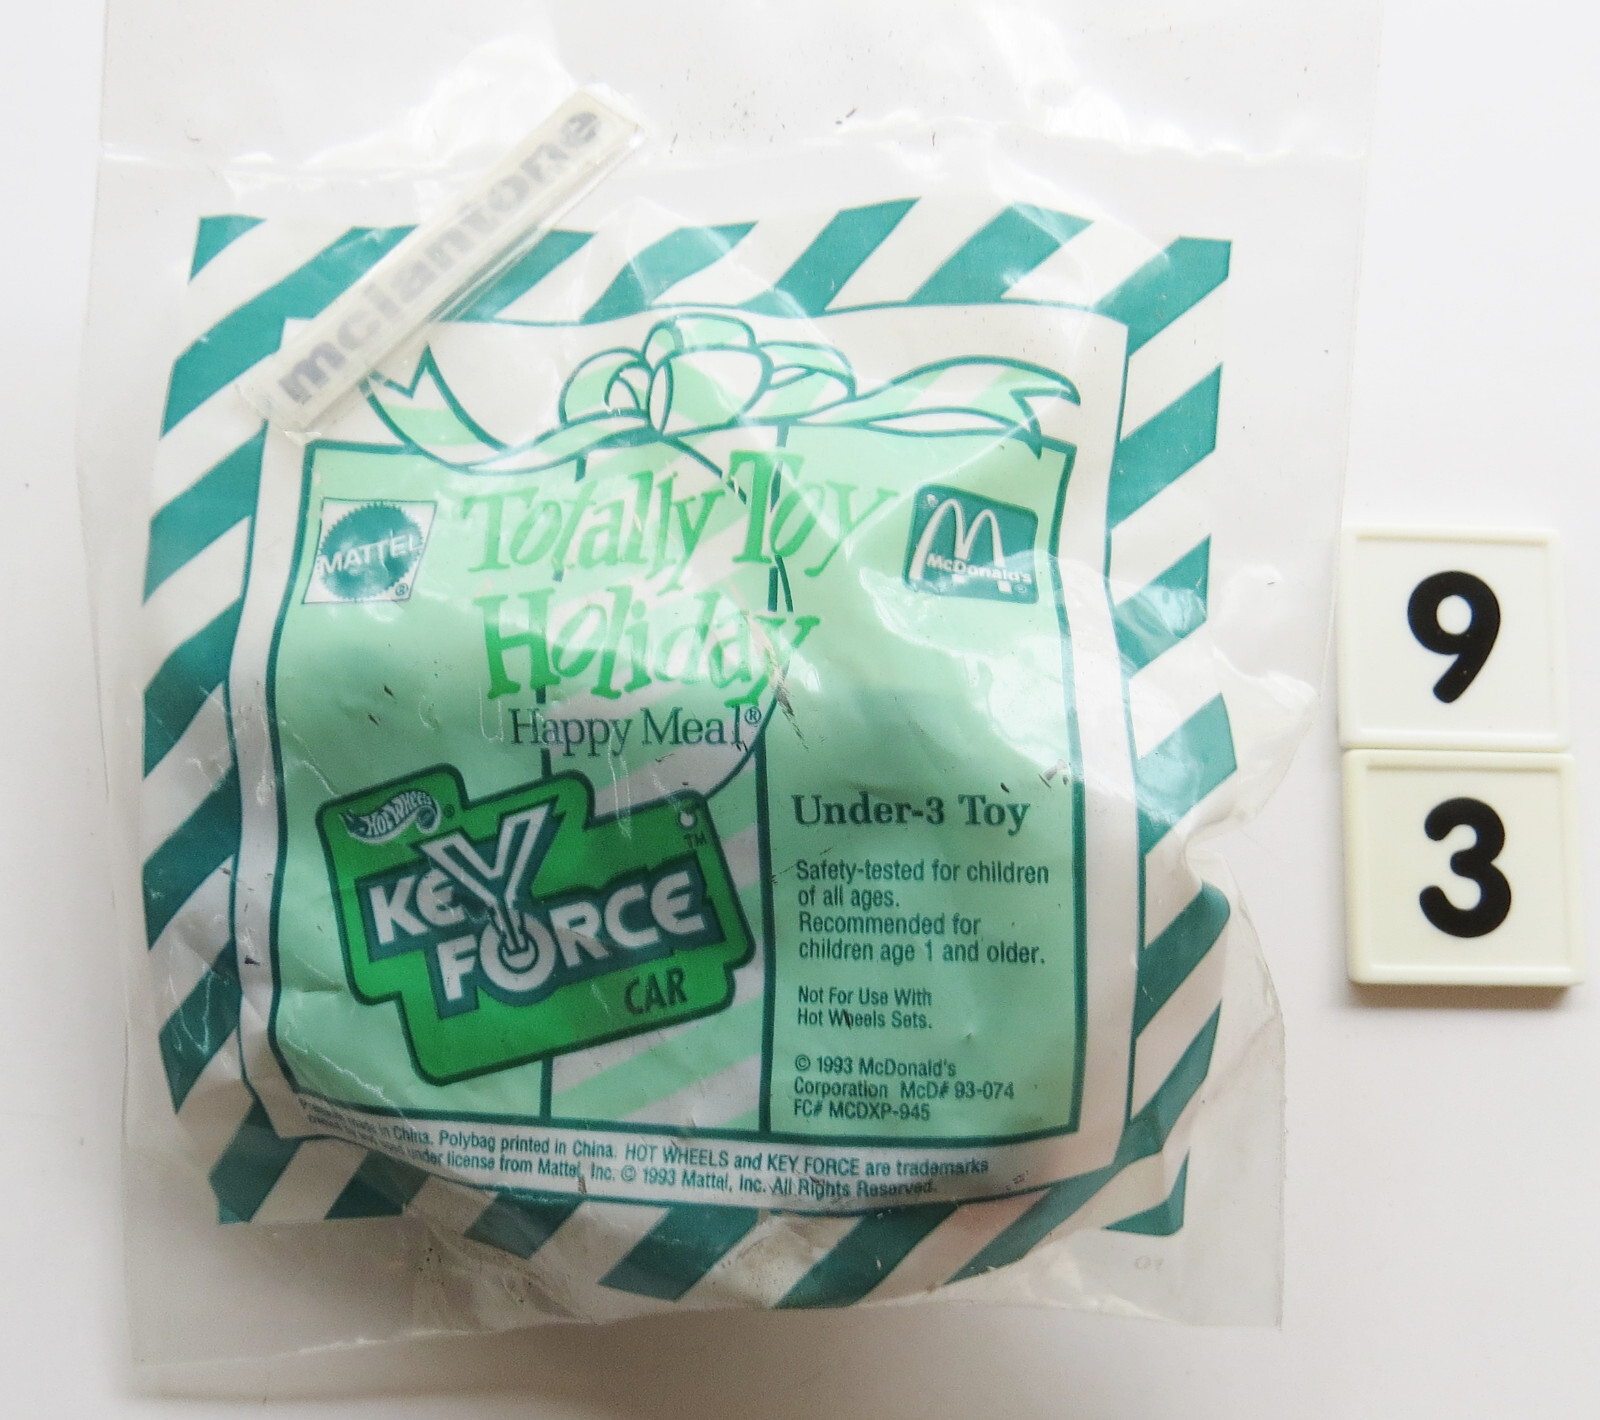 mclantone
MATTEL ®
Totally Toy
Holiday
Happy Meal®
McDonald's ®
HOT WHEELS ®
KEY
FORCE ™
CAR
Under-3 Toy
Safety-tested for children
of all ages.
Recommended for
children age 1 and older.
Not For Use With
Hot Wheels Sets.
© 1993 McDonald's
Corporation McD# 93-074
FC# MCDXP-945
made in China. Polybag printed in China. HOT WHEELS and KEY FORCE are trademarks
under license from Mattel, Inc. © 1993 Mattel, Inc. All Rights Reserved.
9
3